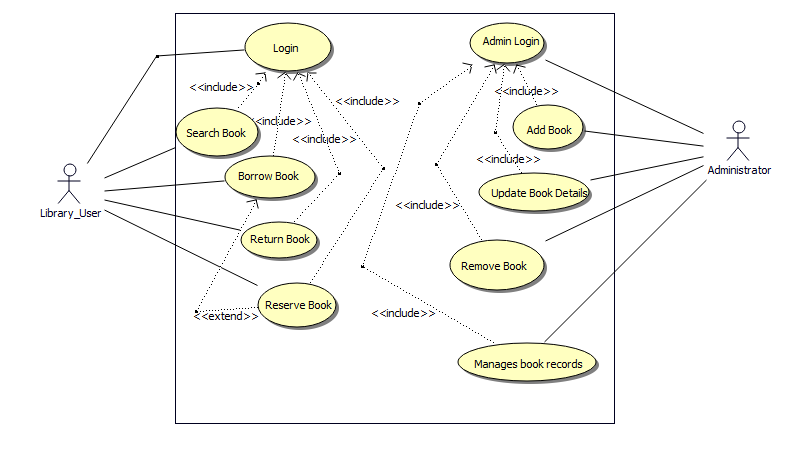 Login
Admin Login
<<include>>
<<include>>
<<include>>
<<include>>
Search Book
<<include>>
Add Book
<<include>>
<<include>>
Borrow Book
Administrator
Update Book Details
Library_User
<<include>>
Return Book
Remove Book
Reserve Book
<<extend>>
<<include>>
Manages book records